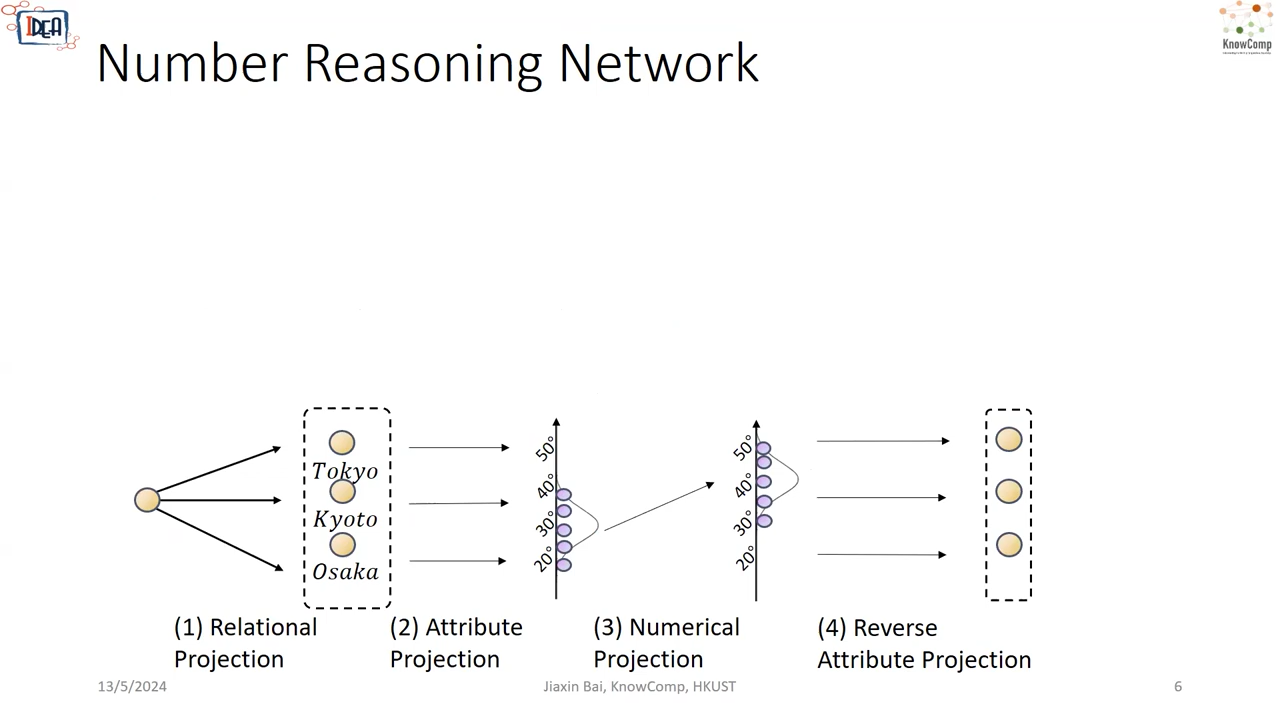 IDEA
KnowComp
Number Reasoning Network
Tokyo
Kyoto
Osaka
50°
40°
30°
20°
50°
40°
30°
20°
(1) Relational
Projection
(2) Attribute
Projection
(3) Numerical
Projection
(4) Reverse
Attribute Projection
13/5/2024
Jiaxin Bai, KnowComp, HKUST
6